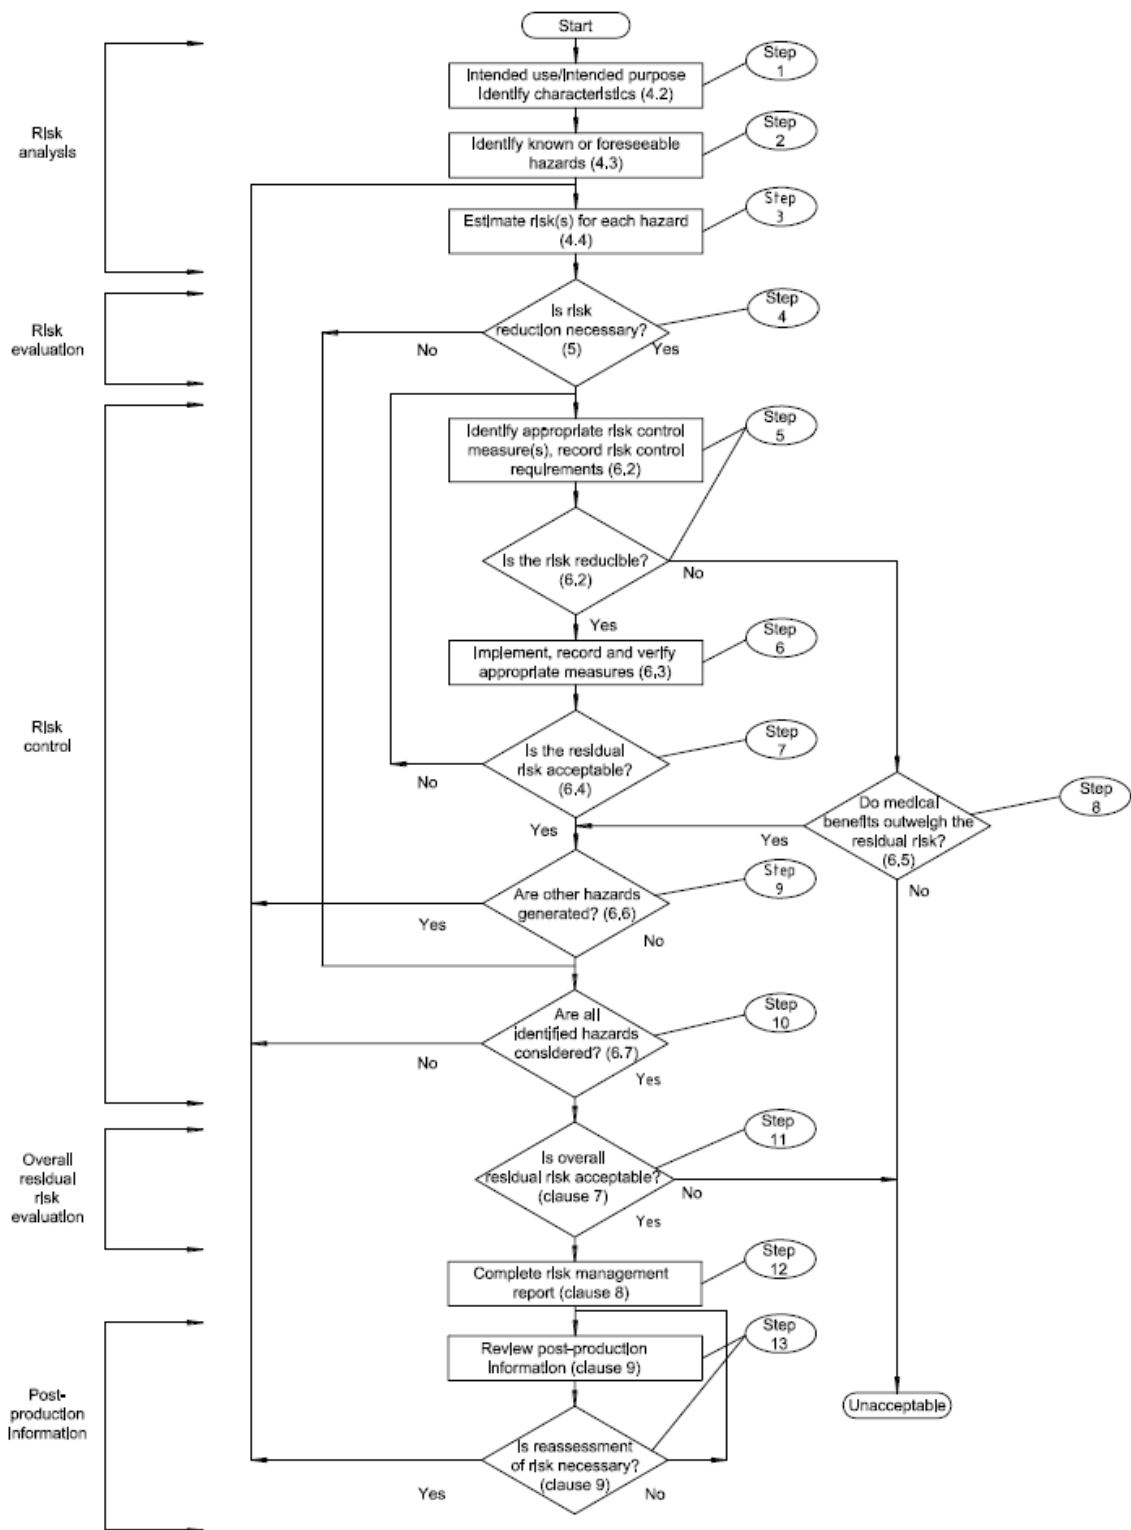 Start
Step
1
Intended use/Intended purpose
Identify characteristics (4.2)
Risk
analysis
Step
2
Identify known or foreseeable
hazards (4.3)
Step
3
Estimate risk(s) for each hazard
(4.4)
Risk
evaluation
Step
4
Is risk
reduction necessary?
(5)
No
Yes
Step
5
Identify appropriate risk control
measure(s), record risk control
requirements (6.2)
Is the risk reducible?
(6.2)
No
Yes
Step
6
Implement, record and verify
appropriate measures (6.3)
Risk
control
Step
7
Is the residual
risk acceptable?
(6.4)
No
Yes
Step
8
Do medical
benefits outweigh the
residual risk?
(6.5)
Yes
No
Step
9
Are other hazards
generated? (6.6)
Yes
No
Step
10
Are all
identified hazards
considered? (6.7)
No
Yes
Overall
residual
risk
evaluation
Step
11
Is overall
residual risk acceptable?
(clause 7)
No
Yes
Step
12
Complete risk management
report (clause 8)
Post-
production
Information
Step
13
Review post-production
Information (clause 9)
Unacceptable
Is reassessment
of risk necessary?
(clause 9)
Yes
No